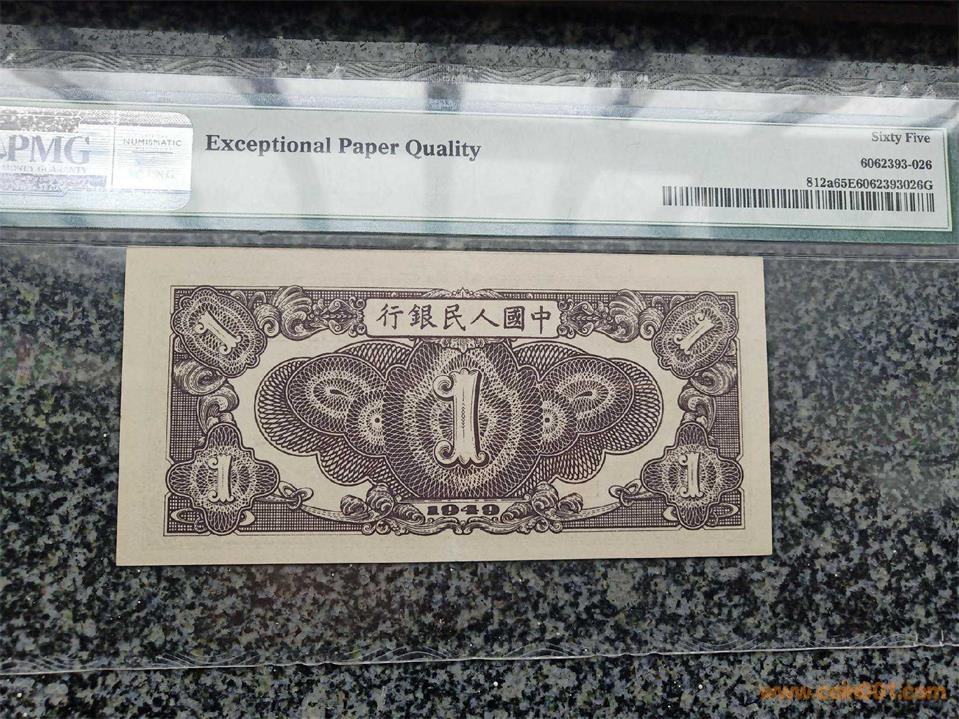 PMG
NUMISMATIC
Exceptional Paper Quality
Sixty Five
6062393-026
812a65E6062393026G
行銀民人國中
1
1
1
1
1
1949
www.coin001.com